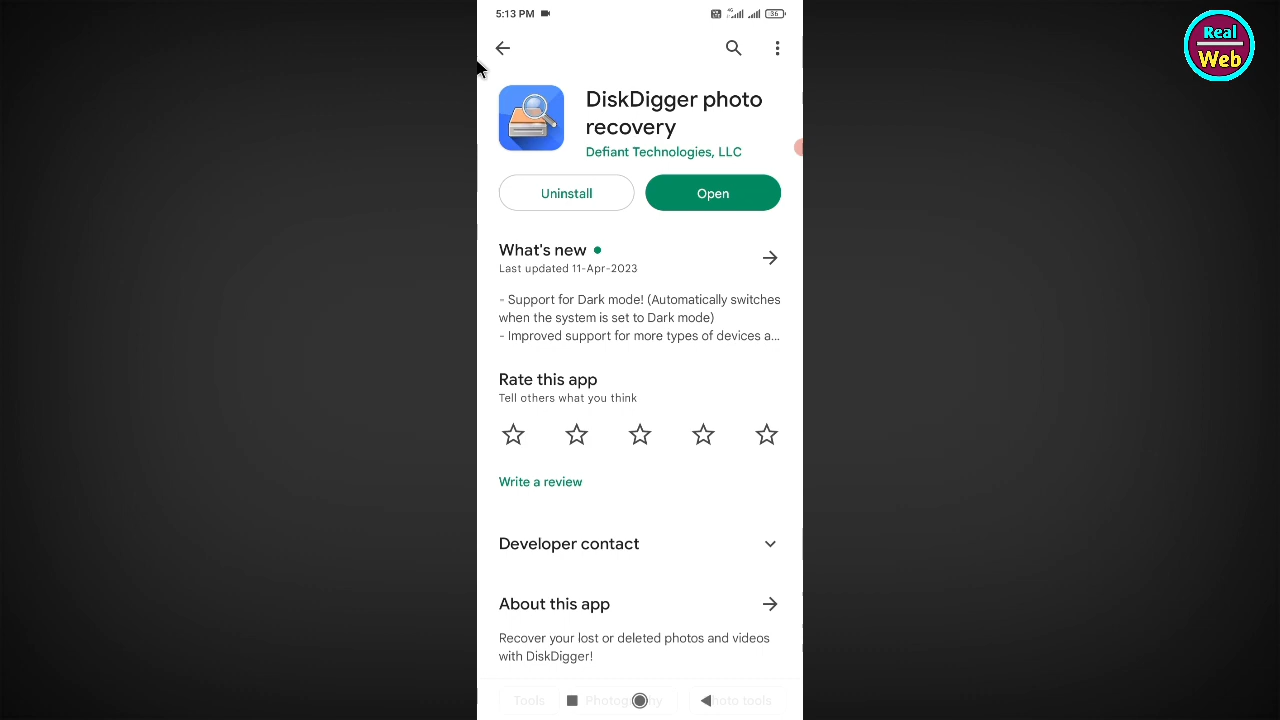 5:13 PM
36
Real
Web
DiskDigger photo
recovery
Defiant Technologies, LLC
Uninstall
Open
What's new
Last updated 11-Apr-2023
- Support for Dark mode! (Automatically switches
when the system is set to Dark mode)
- Improved support for more types of devices a...
Rate this app
Tell others what you think
Write a review
Developer contact
About this app
Recover your lost or deleted photos and videos
with DiskDigger!
Tools